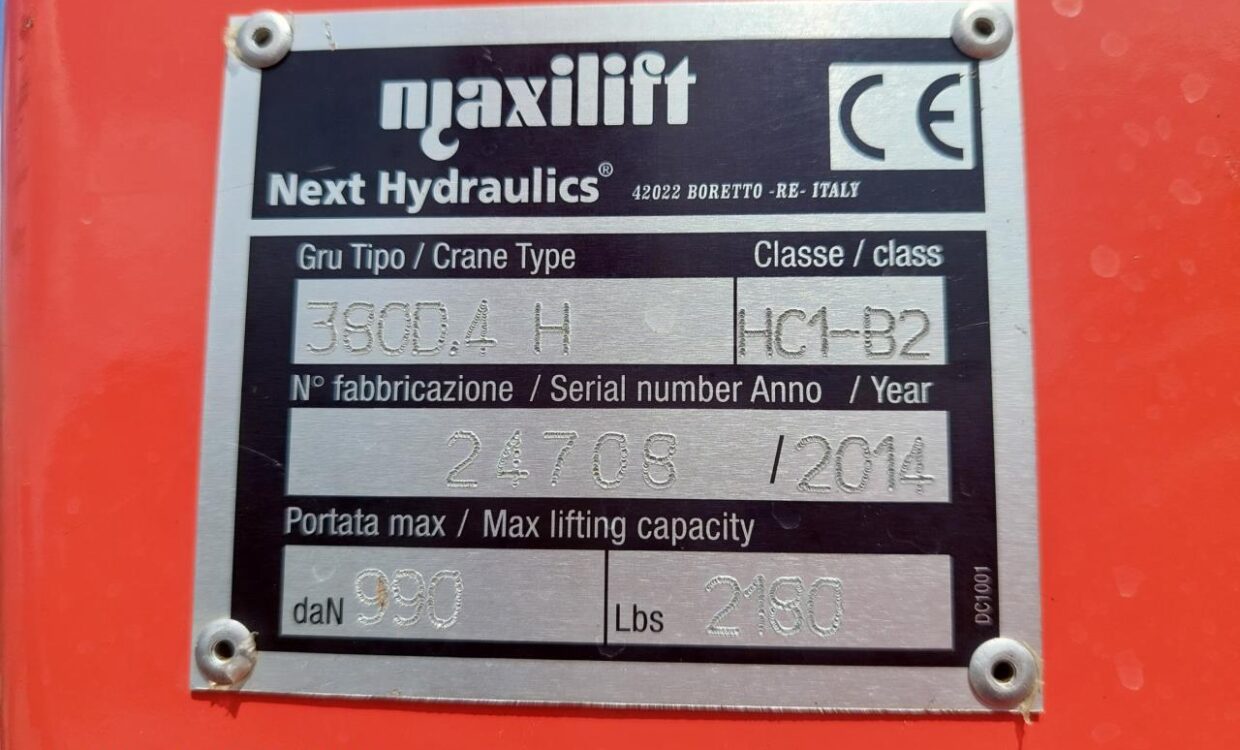 maxilift
CE
Next Hydraulics® 42022 BORETTO -RE- ITALY
Gru Tipo / Crane Type Classe / class
380D.4 H HC1-B2
N° fabbricazione / Serial number Anno / Year
24708 /2014
Portata max / Max lifting capacity
daN 990 Lbs 2180
DC1001